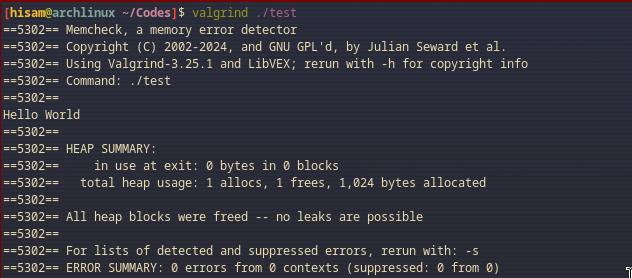 [hisam@archlinux ~/Codes]$ valgrind ./test
==5302== Memcheck, a memory error detector
==5302== Copyright (C) 2002-2024, and GNU GPL'd, by Julian Seward et al.
==5302== Using Valgrind-3.25.1 and LibVEX; rerun with -h for copyright info
==5302== Command: ./test
==5302==
Hello World
==5302==
==5302== HEAP SUMMARY:
==5302==     in use at exit: 0 bytes in 0 blocks
==5302==   total heap usage: 1 allocs, 1 frees, 1,024 bytes allocated
==5302==
==5302== All heap blocks were freed -- no leaks are possible
==5302==
==5302== For lists of detected and suppressed errors, rerun with: -s
==5302== ERROR SUMMARY: 0 errors from 0 contexts (suppressed: 0 from 0)